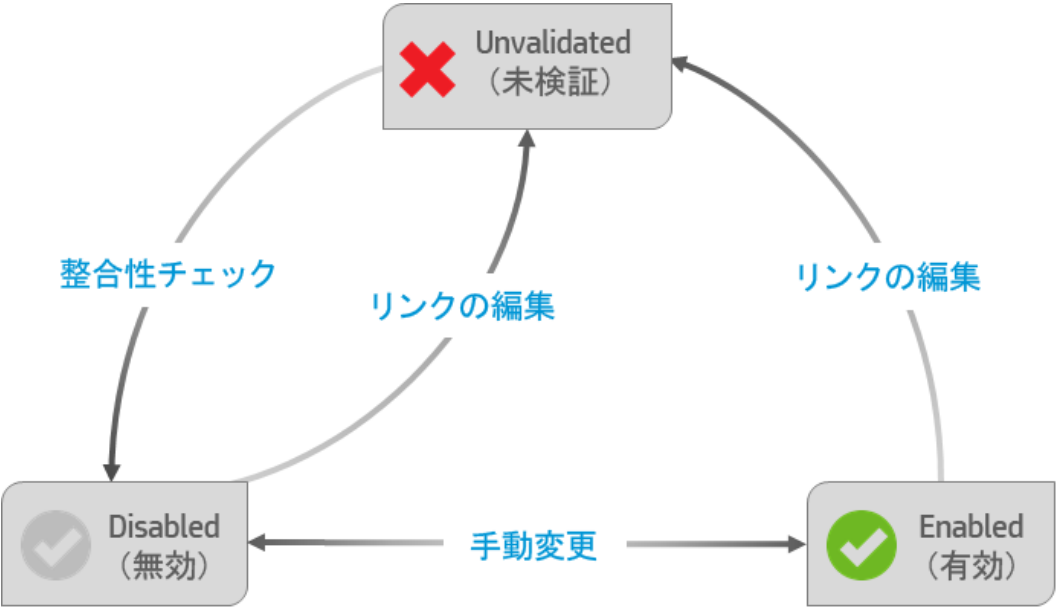 Unvalidated
（未検証）
整合性チェック
リンクの編集
リンクの編集
Disabled
（無効）
手動変更
Enabled
（有効）